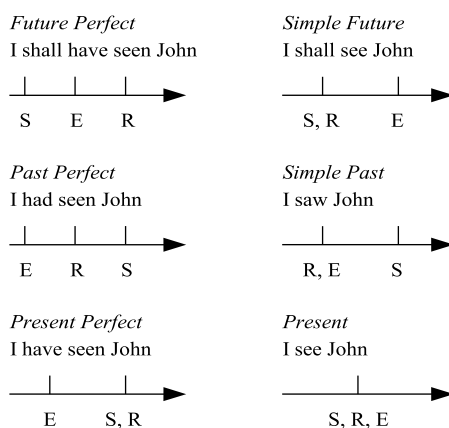 Future Perfect
I shall have seen John
S E R
Simple Future
I shall see John
S, R E
Past Perfect
I had seen John
E R S
Simple Past
I saw John
R, E S
Present Perfect
I have seen John
E S, R
Present
I see John
S, R, E